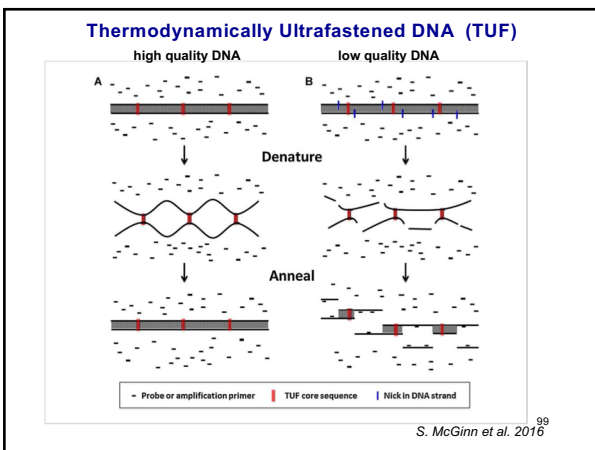 Thermodynamically Ultrafastened DNA (TUF)
high quality DNA low quality DNA
A B
Denature
Anneal
Probe or amplification primer TUF core sequence Nick in DNA strand
99
S. McGinn et al. 2016